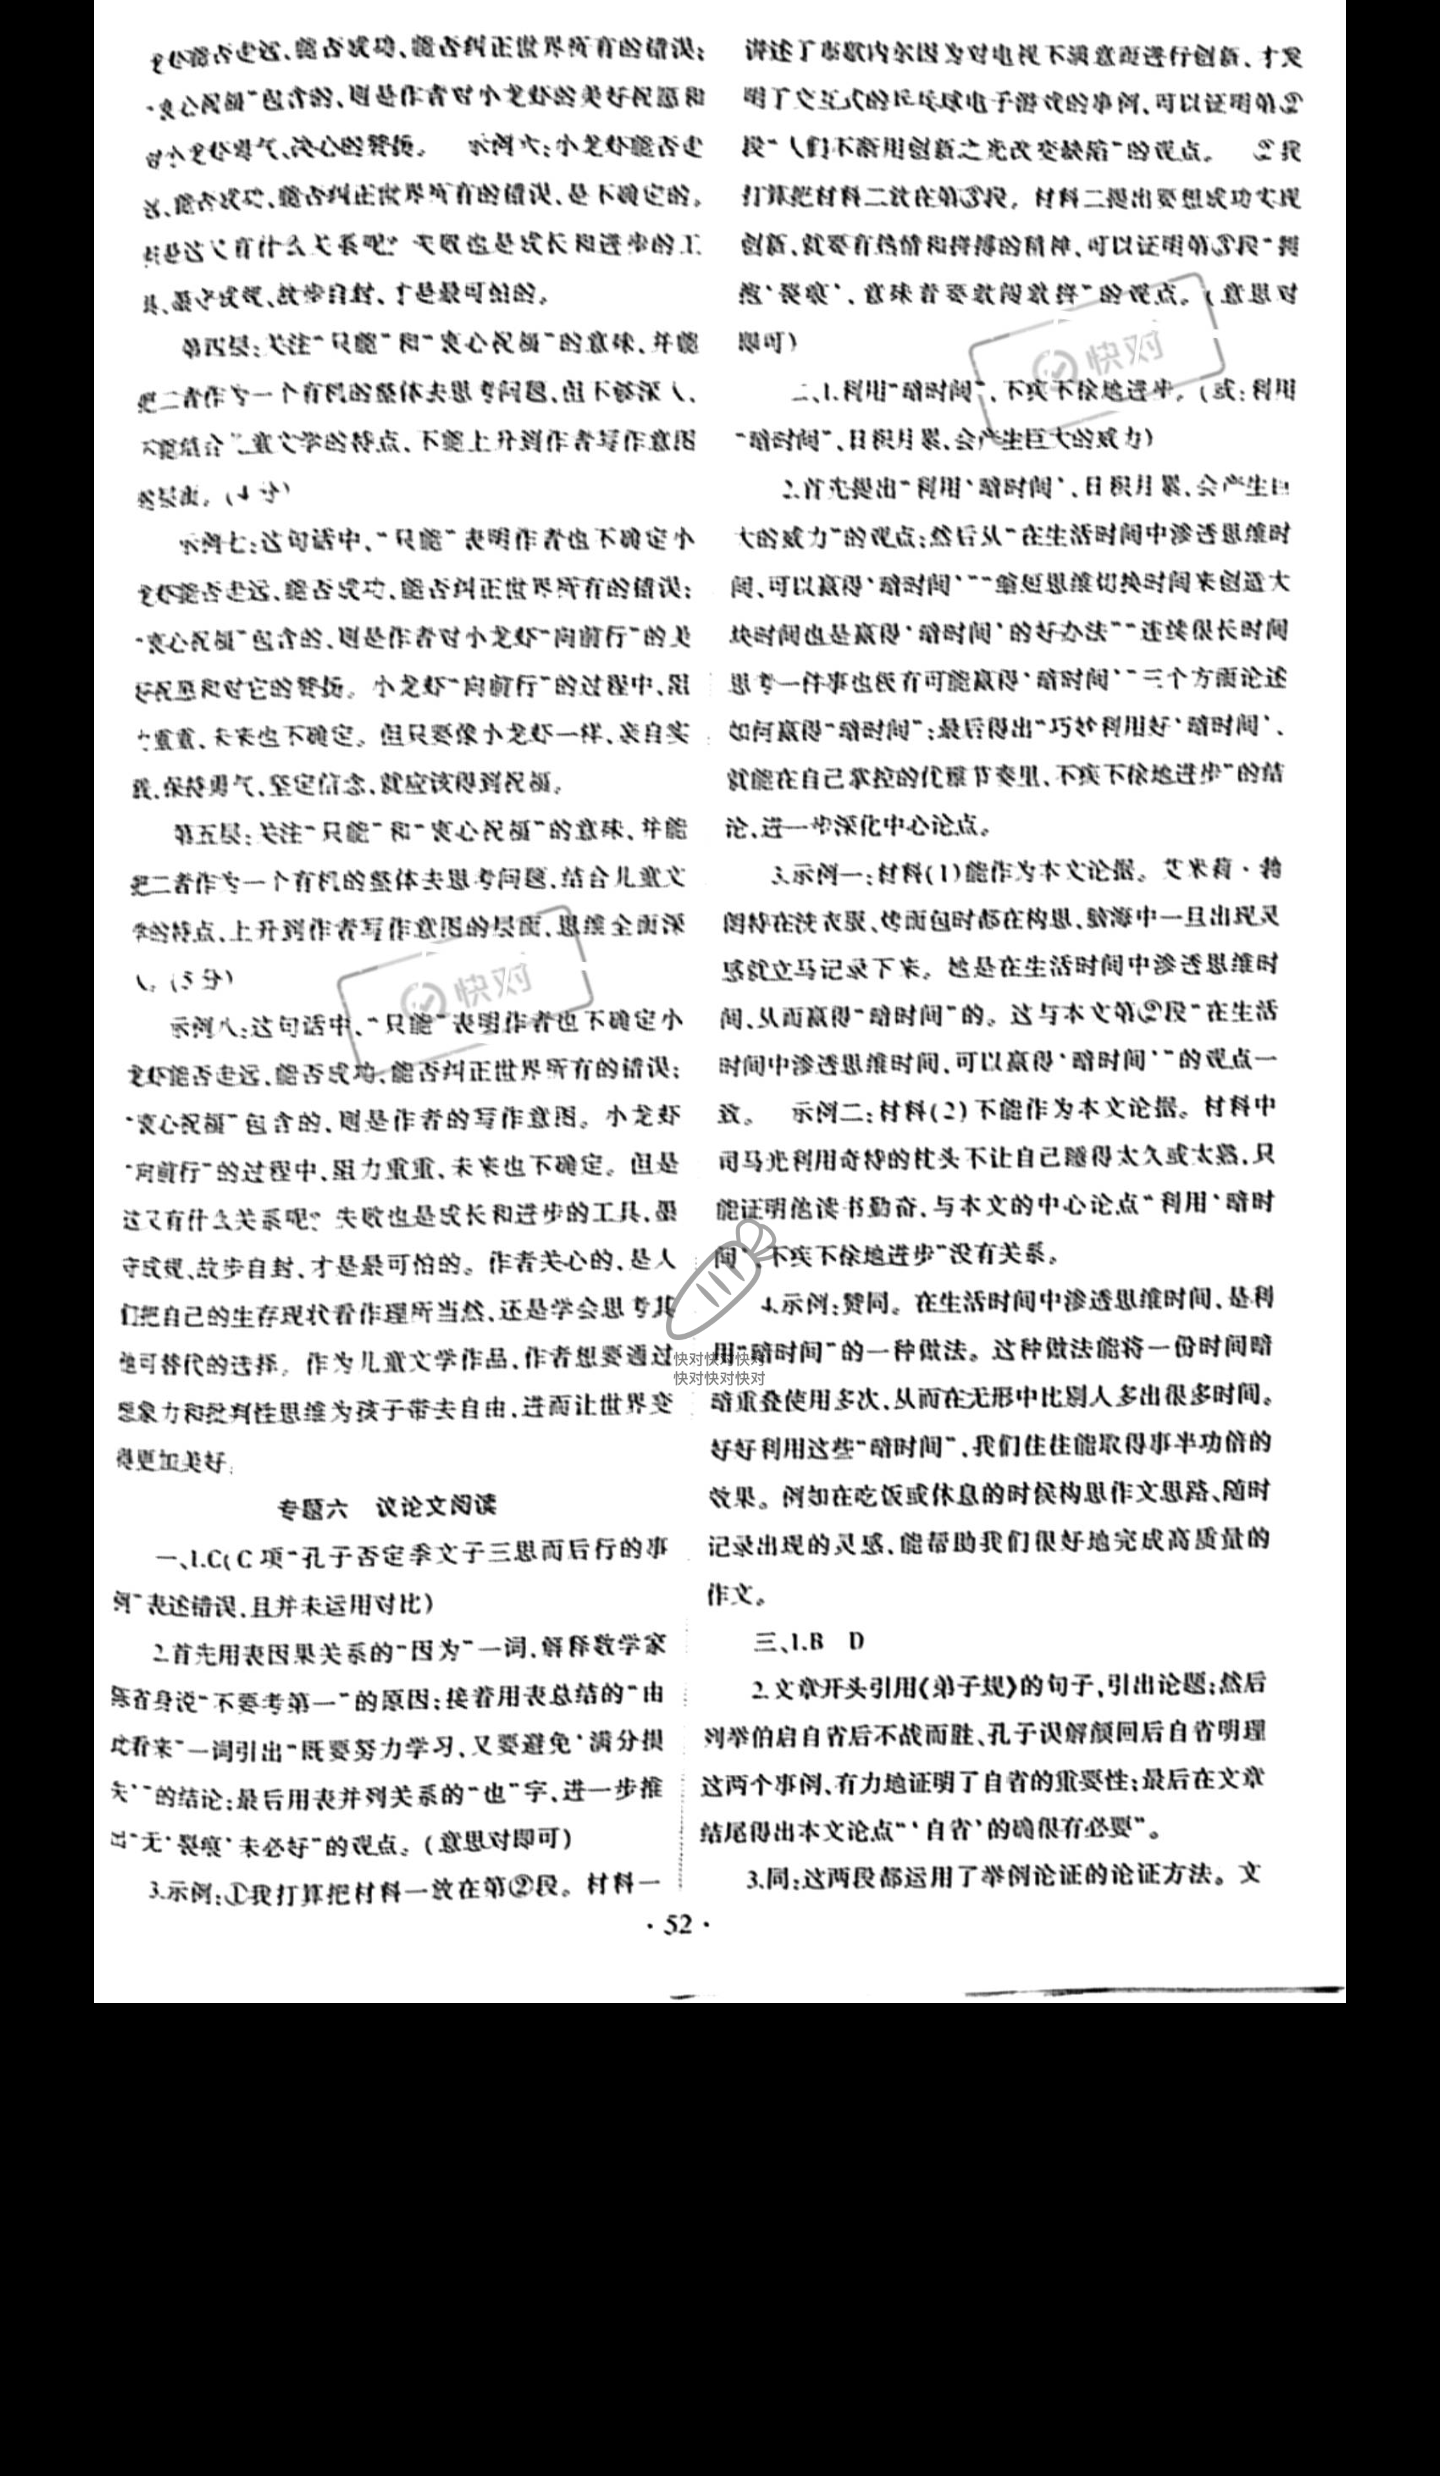 龙虾能否走远、能否成功、能否纠正世界所有的错误;
“衷心祝福”包含的,则是作者对小龙虾的美好祝愿和
对小龙虾勇气、决心的赞扬。 示例六:小龙虾能否走
远、能否成功、能否纠正世界所有的错误,是不确定的。
但是这又有什么关系呢?失败也是成长和进步的工
具,墨守成规、故步自封,才是最可怕的。
第四层:关注“只能”和“衷心祝福”的意味,并能
把二者作为一个有机的整体去思考问题,但不够深入,
不能结合儿童文学的特点,不能上升到作者写作意图
的层面。(4分)
示例七:这句话中,“只能”表明作者也不确定小
龙虾能否走远、能否成功、能否纠正世界所有的错误;
“衷心祝福”包含的,则是作者对小龙虾“向前行”的美
好祝愿和对它的赞扬。小龙虾“向前行”的过程中,阻
力重重、未来也不确定。但只要像小龙虾一样,亲自实
践,保持勇气、坚定信念,就应该得到祝福。
第五层:关注“只能”和“衷心祝福”的意味,并能
把二者作为一个有机的整体去思考问题,结合儿童文
学的特点,上升到作者写作意图的层面,思维全面深
入。(5分)
示例八:这句话中,“只能”表明作者也不确定小
龙虾能否走远、能否成功、能否纠正世界所有的错误;
“衷心祝福”包含的,则是作者的写作意图。小龙虾
“向前行”的过程中,阻力重重、未来也不确定。但是
这又有什么关系呢?失败也是成长和进步的工具,墨
守成规、故步自封,才是最可怕的。作者关心的,是人
们把自己的生存现状看作理所当然,还是学会思考其
他可替代的选择。作为儿童文学作品,作者想要通过
想象力和批判性思维为孩子带去自由,进而让世界变
得更加美好。
专题六 议论文阅读
一、1.C(C项“孔子否定季文子三思而后行的事
例”表述错误,且并未运用对比)
2.首先用表因果关系的“因为”一词,解释数学家
陈省身说“不要考第一”的原因;接着用表总结的“由
此看来”一词引出“既要努力学习,又要避免‘满分损
失’”的结论;最后用表并列关系的“也”字,进一步推
出“无‘裂痕’未必好”的观点。(意思对即可)
3.示例:①我打算把材料一放在第②段。材料一
讲述了布歇内尔因为对电视不满意而进行创新,才发
明了交互式的乒乓球电子游戏的事例,可以证明第②
段“人们不断用创新之光改变缺陷”的观点。 ②我
打算把材料二放在第③段。材料二提出要想成功实现
创新,就要有热情和拼搏的精神,可以证明第③段“拥
抱‘裂痕’,意味着要敢闯敢拼”的观点。(意思对
即可)
二、1.利用“暗时间”,不疾不徐地进步。(或:利用
“暗时间”,日积月累,会产生巨大的威力)
2.首先提出“利用‘暗时间’,日积月累,会产生巨
大的威力”的观点;然后从“在生活时间中渗透思维时
间,可以赢得‘暗时间’”“缩短思维切换时间来创造大
块时间也是赢得‘暗时间’的好办法”“连续很长时间
思考一件事也极有可能赢得‘暗时间’”三个方面论述
如何赢得“暗时间”;最后得出“巧妙利用好‘暗时间’,
就能在自己掌控的优雅节奏里,不疾不徐地进步”的结
论,进一步深化中心论点。
3.示例一:材料(1)能作为本文论据。艾米莉·勃
朗特在洗衣服、烤面包时都在构思,脑海中一旦出现灵
感就立马记录下来。她是在生活时间中渗透思维时
间,从而赢得“暗时间”的。这与本文第②段“在生活
时间中渗透思维时间,可以赢得‘暗时间’”的观点一
致。 示例二:材料(2)不能作为本文论据。材料中
司马光利用奇特的枕头不让自己睡得太久或太熟,只
能证明他读书勤奋,与本文的中心论点“利用‘暗时
间’,不疾不徐地进步”没有关系。
4.示例:赞同。在生活时间中渗透思维时间,是利
用“暗时间”的一种做法。这种做法能将一份时间暗
暗重叠使用多次,从而在无形中比别人多出很多时间。
好好利用这些“暗时间”,我们往往能取得事半功倍的
效果。例如在吃饭或休息的时候构思作文思路、随时
记录出现的灵感,能帮助我们很好地完成高质量的
作文。
三、1.B D
2.文章开头引用《弟子规》的句子,引出论题;然后
列举伯启自省后不战而胜、孔子误解颜回后自省明理
这两个事例,有力地证明了自省的重要性;最后在文章
结尾得出本文论点“‘自省’的确很有必要”。
3.同:这两段都运用了举例论证的论证方法。文
·52·
快对
快对
快对快对快对
快对快对快对